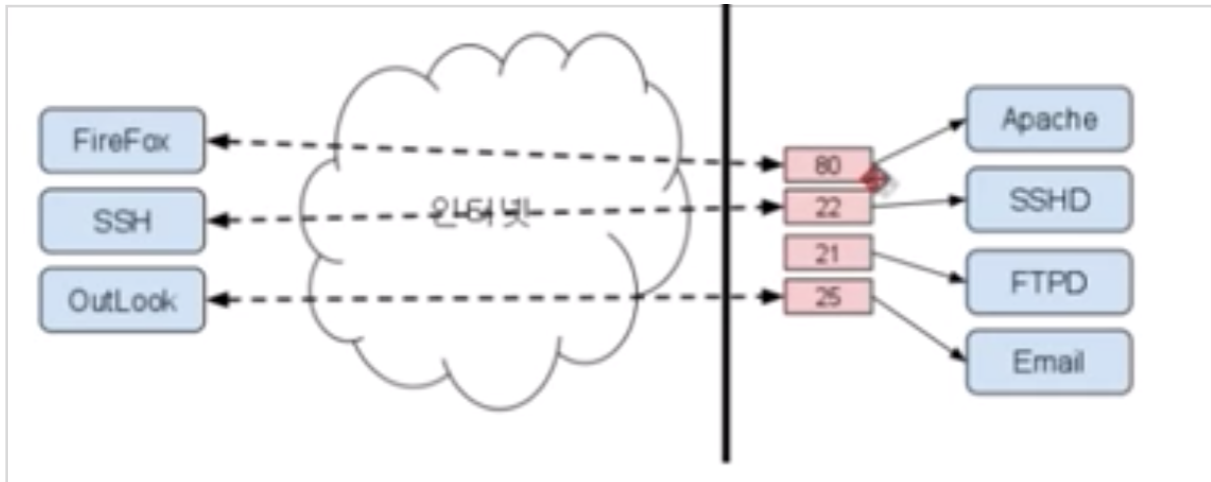 FireFox
SSH
OutLook
인터넷
80
22
21
25
Apache
SSHD
FTPD
Email